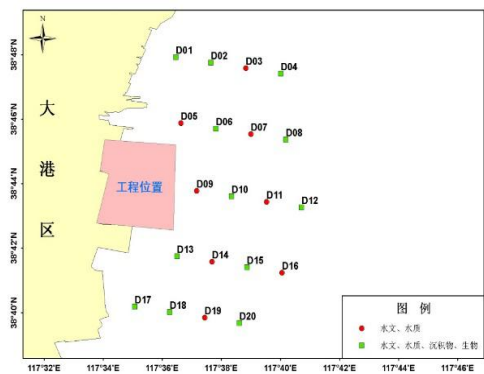 N
38°48'N
38°46'N
38°44'N
38°42'N
38°40'N
大
港
区
D01
D02
D03
D04
D05
D06
D07
D08
工程位置
D09
D10
D11
D12
D13
D14
D15
D16
D17
D18
D19
D20
图 例
水文、水质
水文、水质、沉积物、生物
117°32'E
117°34'E
117°36'E
117°38'E
117°40'E
117°42'E
117°44'E
117°46'E